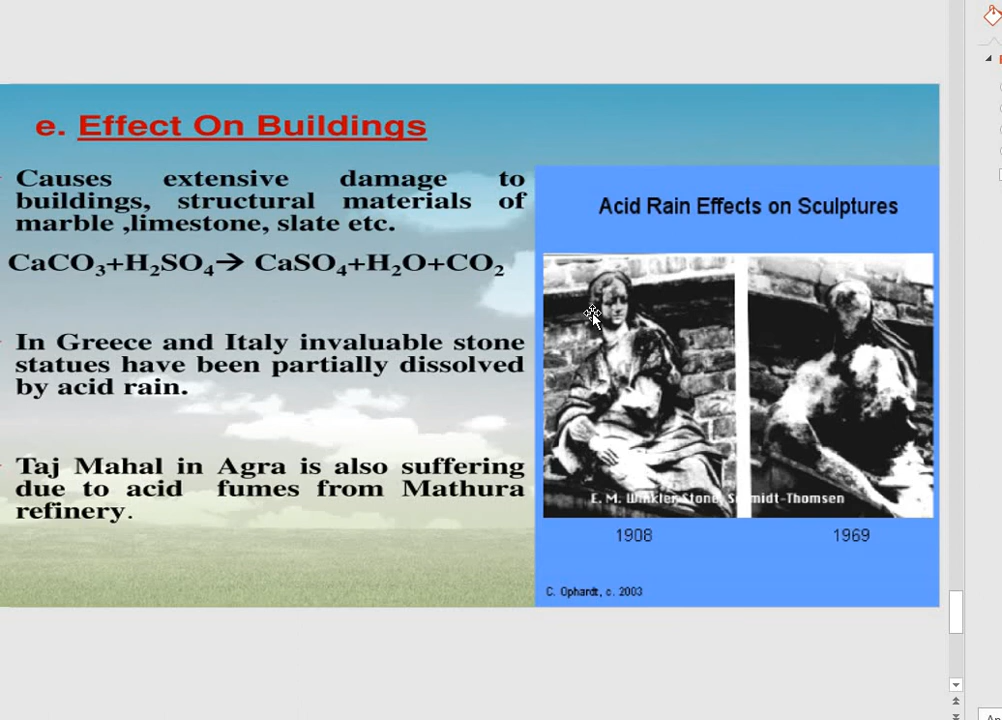 e. Effect On Buildings
Causes extensive damage to
buildings, structural materials of
marble ,limestone, slate etc.
CaCO₃+H₂SO₄→ CaSO₄+H₂O+CO₂
In Greece and Italy invaluable stone
statues have been partially dissolved
by acid rain.
Taj Mahal in Agra is also suffering
due to acid fumes from Mathura
refinery.
Acid Rain Effects on Sculptures
E. M. Winkler Stone, Schmidt-Thomsen
1908 1969
C. Ophardt, c. 2003